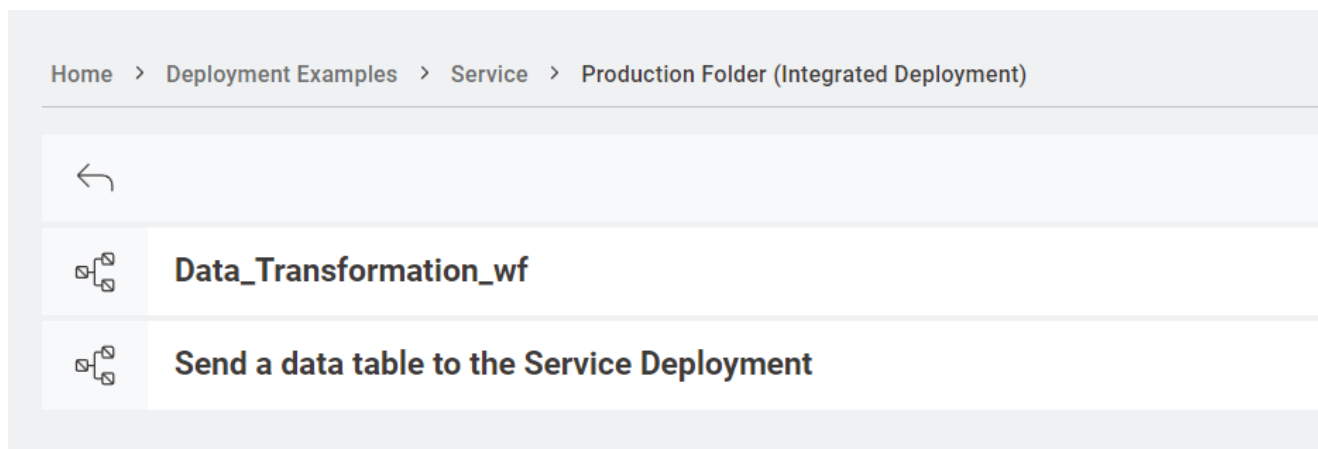 Home > Deployment Examples > Service > Production Folder (Integrated Deployment)
Data_Transformation_wf
Send a data table to the Service Deployment